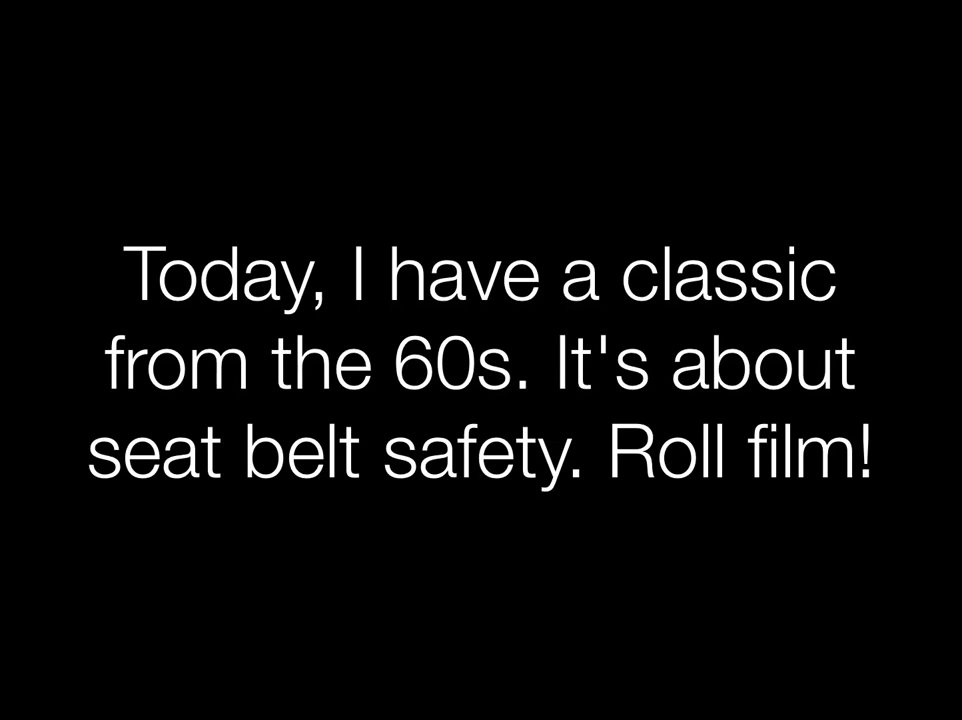 Today, I have a classic
from the 60s. It's about
seat belt safety. Roll film!